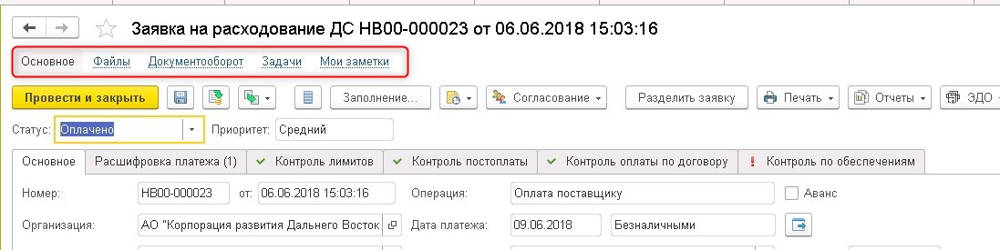 Заявка на расходование ДС НВ00-000023 от 06.06.2018 15:03:16
Основное Файлы Документооборот Задачи Мои заметки
Провести и закрыть Заполнение... Согласование Разделить заявку Печать Отчеты ЭДО
Статус: Оплачено Приоритет: Средний
Основное Расшифровка платежа (1) Контроль лимитов Контроль постоплаты Контроль оплаты по договору Контроль по обеспечениям
Номер: НВ00-000023 от: 06.06.2018 15:03:16 Операция: Оплата поставщику Аванс
Организация: АО "Корпорация развития Дальнего Восток Дата платежа: 09.06.2018 Безналичными